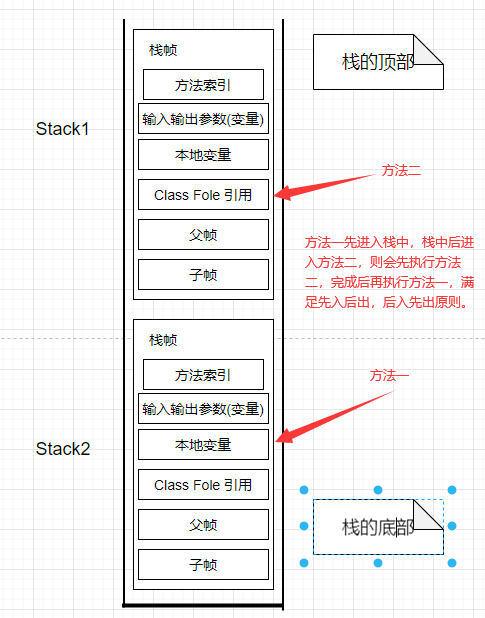 栈帧
方法索引
输入输出参数(变量)
本地变量
Class Fole 引用
父帧
子帧
Stack1
栈的顶部
方法二
方法一先进入栈中，栈中后进
入方法二，则会先执行方法
二，完成后再执行方法一，满
足先入后出，后入先出原则。
栈帧
方法索引
输入输出参数(变量)
本地变量
Class Fole 引用
父帧
子帧
Stack2
方法一
栈的底部